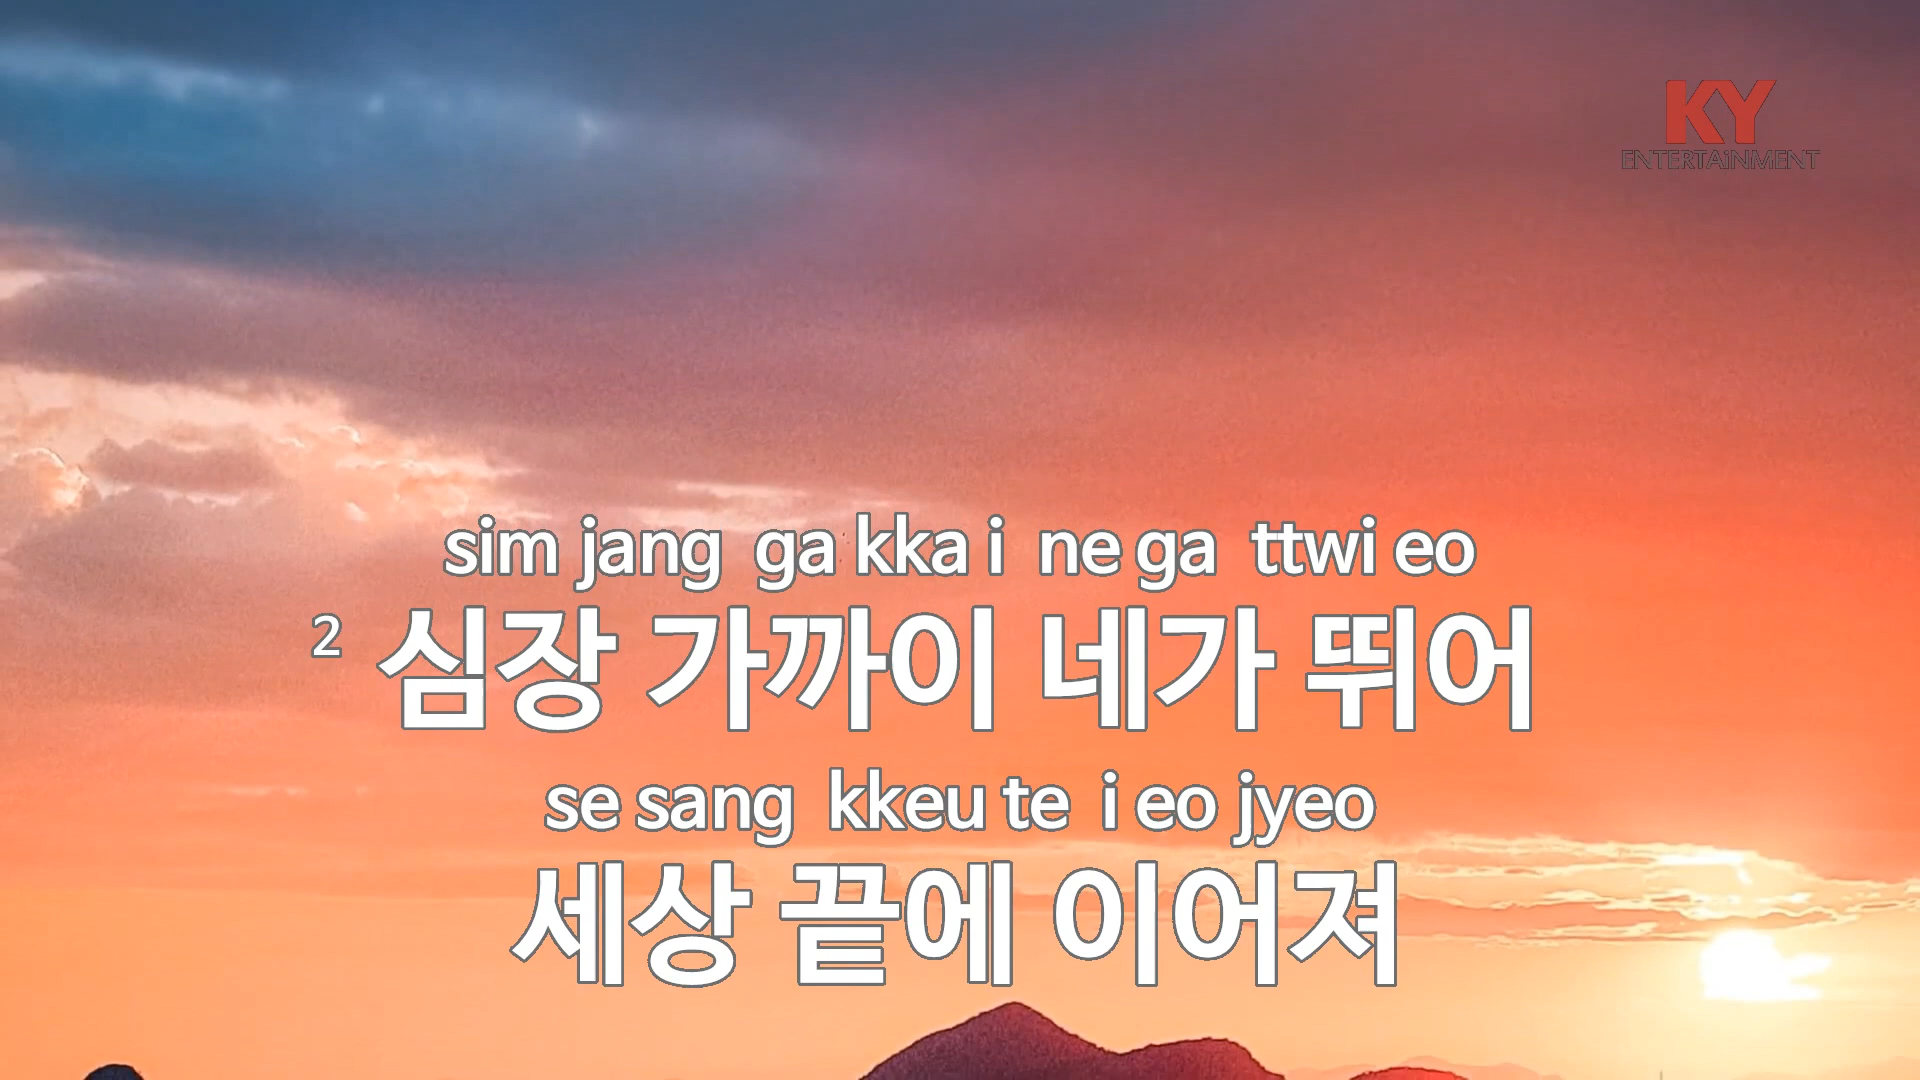 KY
ENTERTAiNMENT
sim jang ga kka i ne ga ttwi eo
2 심장 가까이 네가 뛰어
se sang kkeu te i eo jyeo
세상 끝에 이어져